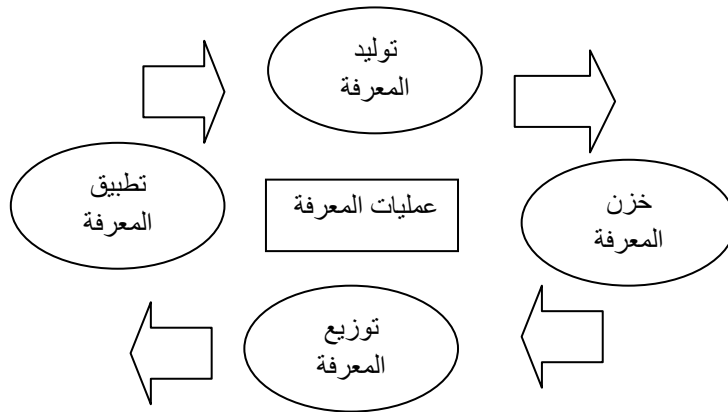 توليد
المعرفة
تطبيق
المعرفة
عمليات المعرفة
خزن
المعرفة
توزيع
المعرفة